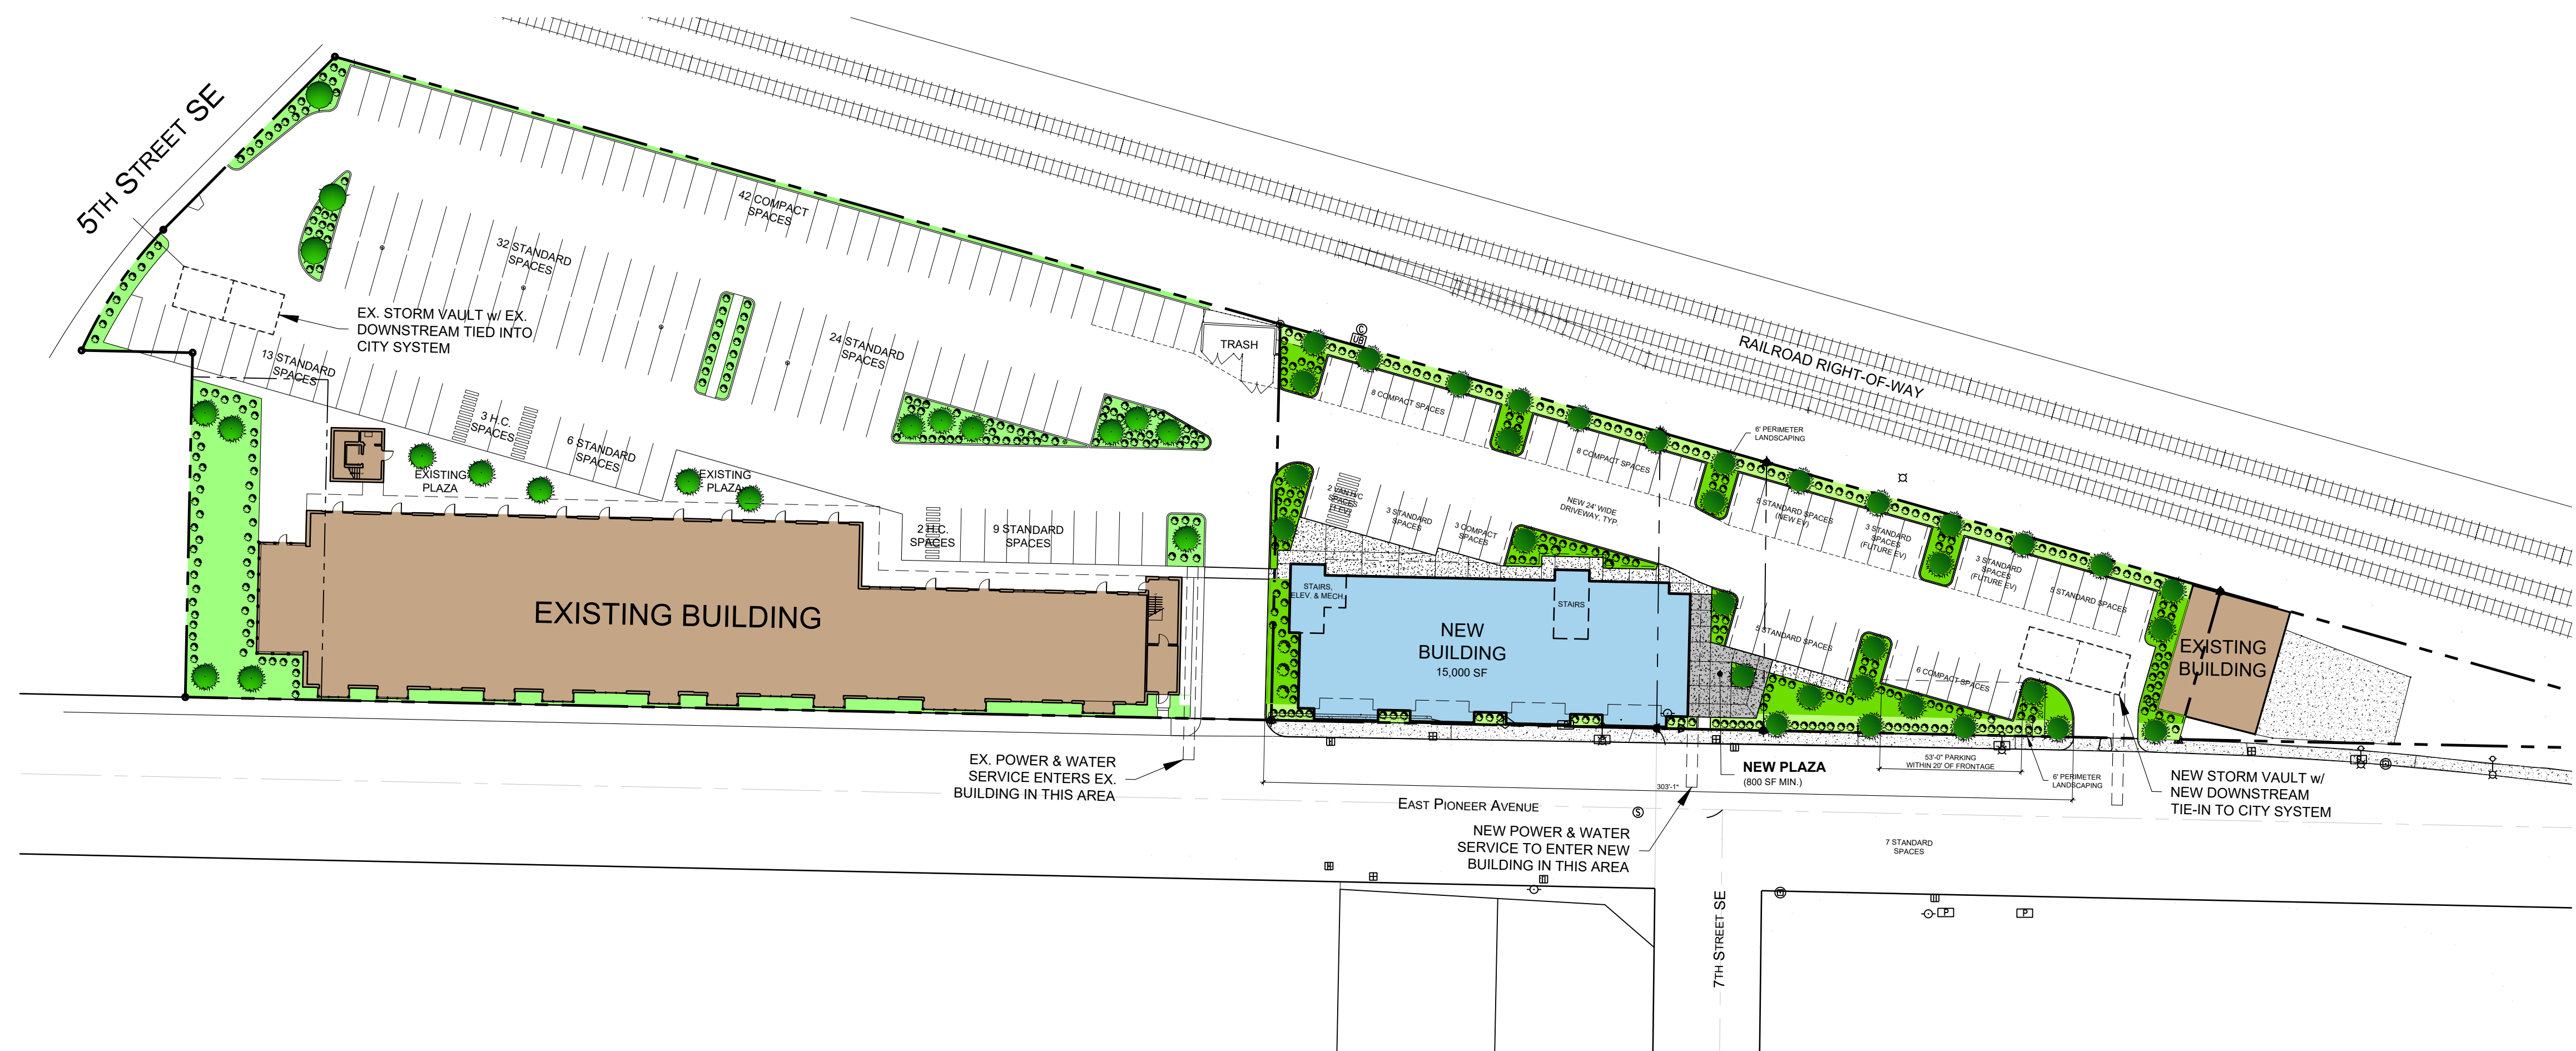 5TH STREET SE
42 COMPACT
SPACES
32 STANDARD
SPACES
EX. STORM VAULT w/ EX.
DOWNSTREAM TIED INTO
CITY SYSTEM
13 STANDARD
SPACES
24 STANDARD
SPACES
TRASH
3 H.C.
SPACES
6 STANDARD
SPACES
EXISTING
PLAZA
EXISTING
PLAZA
2 H.C.
SPACES
9 STANDARD
SPACES
EXISTING BUILDING
EX. POWER & WATER
SERVICE ENTERS EX.
BUILDING IN THIS AREA
C
UB
RAILROAD RIGHT-OF-WAY
8 COMPACT SPACES
6' PERIMETER
LANDSCAPING
8 COMPACT SPACES
2 VAN H/C
SPACES
(1 EV)
3 STANDARD
SPACES
3 COMPACT
SPACES
NEW 24' WIDE
DRIVEWAY, TYP.
5 STANDARD SPACES
(NEW EV)
3 STANDARD
SPACES
(FUTURE EV)
3 STANDARD
SPACES
(FUTURE EV)
5 STANDARD SPACES
STAIRS,
ELEV. & MECH.
STAIRS
NEW
BUILDING
15,000 SF
5 STANDARD SPACES
6 COMPACT SPACES
EXISTING
BUILDING
NEW PLAZA
(800 SF MIN.)
53'-0" PARKING
WITHIN 20' OF FRONTAGE
6' PERIMETER
LANDSCAPING
NEW STORM VAULT w/
NEW DOWNSTREAM
TIE-IN TO CITY SYSTEM
303'-1"
EAST PIONEER AVENUE
S
NEW POWER & WATER
SERVICE TO ENTER NEW
BUILDING IN THIS AREA
7 STANDARD
SPACES
7TH STREET SE
P
P